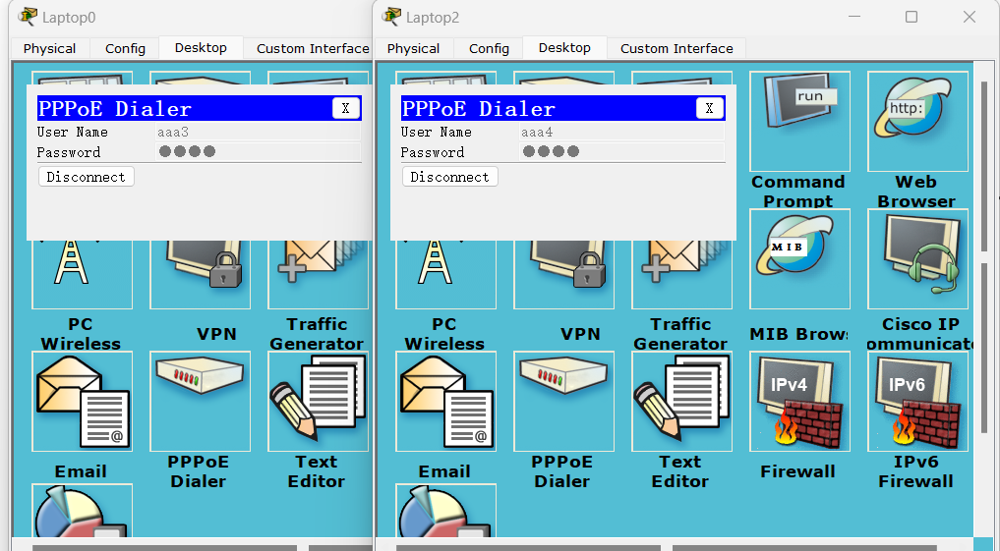 Laptop0
Physical Config Desktop Custom Interface
PPPoE Dialer X
User Name aaa3
Password ●●●●
Disconnect
PC Wireless
VPN
Traffic Generator
@
Email
PPPoE Dialer
Text Editor
Laptop2
Physical Config Desktop Custom Interface
PPPoE Dialer X
User Name aaa4
Password ●●●●
Disconnect
run
Command Prompt
http:
Web Browser
PC Wireless
VPN
Traffic Generator
MIB
MIB Brow
Cisco IP
ommunicat
@
Email
PPPoE Dialer
Text Editor
IPv4
Firewall
IPv6
IPv6 Firewall